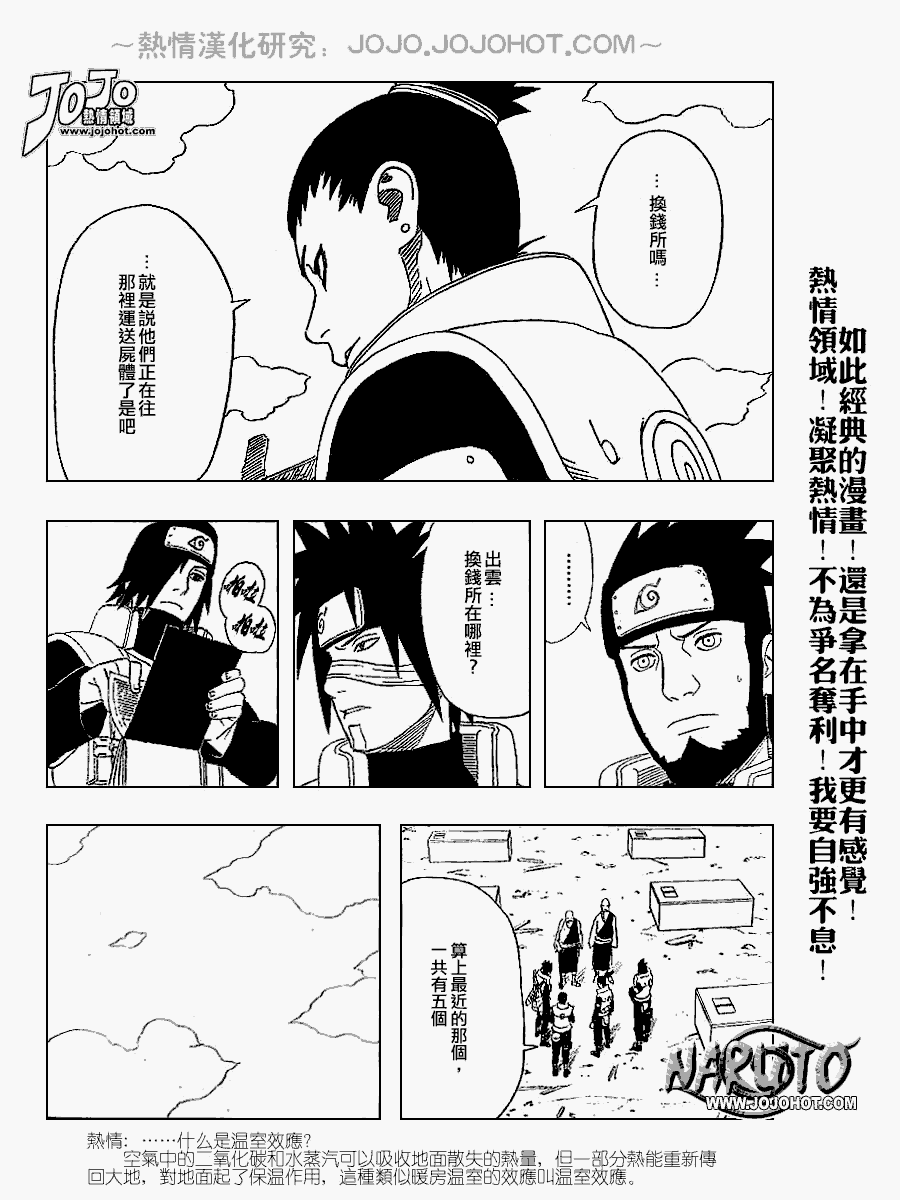 ～熱情漢化研究：JOJO.JOJOHOT.COM～
JOJO
熱情領域
www.jojohot.com
…換錢所嗎…
…就是説他們正在往
那裡運送屍體了是吧
如此經典的漫畫！還是拿在手中才更有感覺！
熱情領域！凝聚熱情！不為爭名奪利！我要自強不息！
………
出雲…
換錢所在哪裡？
啪啦
啪啦
算上最近的那個，
一共有五個
NARUTO
WWW.JOJOHOT.COM
熱情：……什么是温室效應？
空氣中的二氧化碳和水蒸汽可以吸收地面散失的熱量，但一部分熱能重新傳
回大地，對地面起了保温作用，這種類似暖房温室的效應叫温室效應。